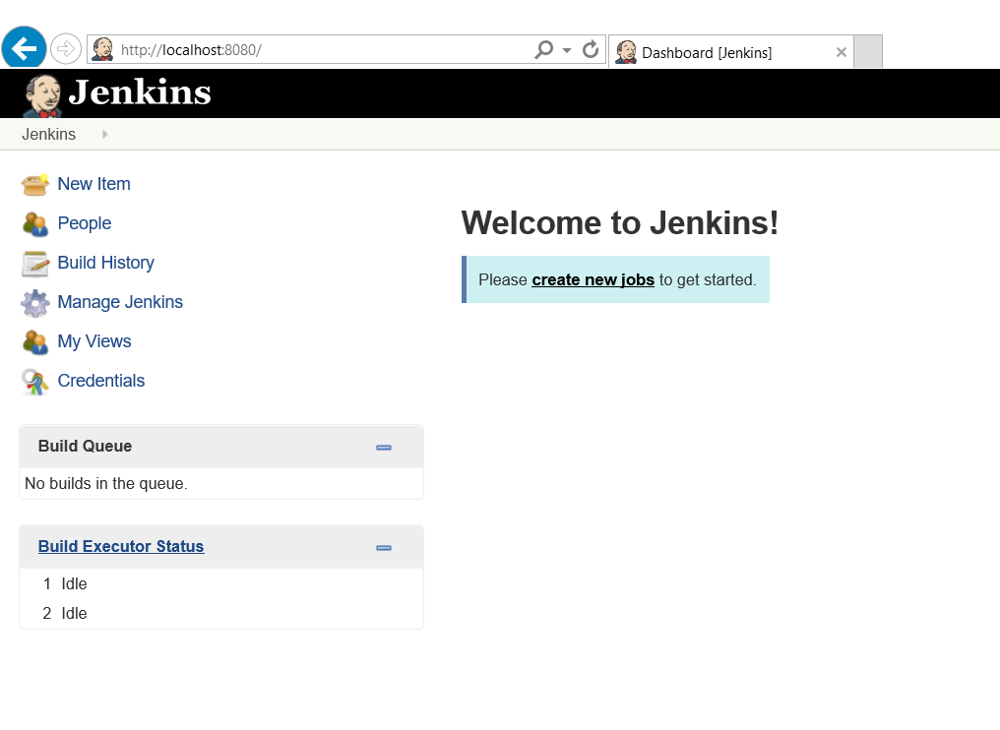 http://localhost:8080/
Dashboard [Jenkins]
Jenkins
Jenkins
New Item
People
Build History
Manage Jenkins
My Views
Credentials
Welcome to Jenkins!
Please create new jobs to get started.
Build Queue
No builds in the queue.
Build Executor Status
1 Idle
2 Idle